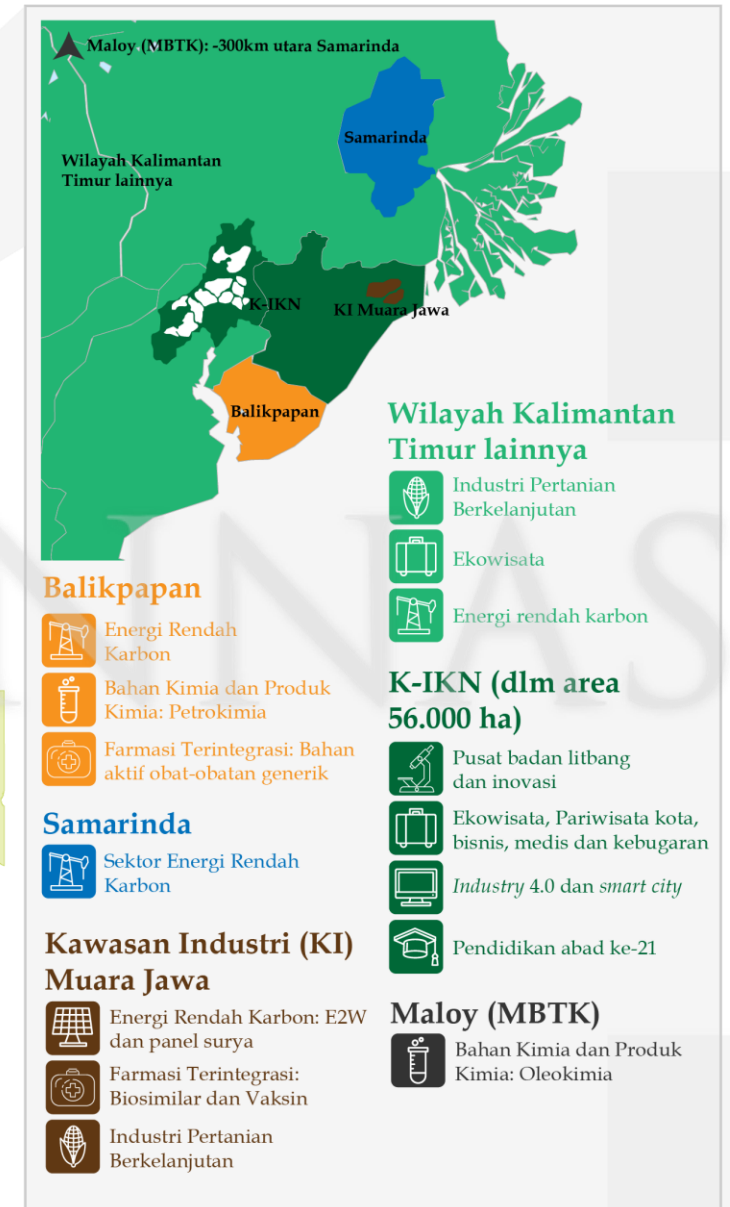 Maloy (MBTK): -300km utara Samarinda
Samarinda
Wilayah Kalimantan
Timur lainnya
K-IKN
KI Muara Jawa
Balikpapan
Balikpapan
Energi Rendah
Karbon
Bahan Kimia dan Produk
Kimia: Petrokimia
Farmasi Terintegrasi: Bahan
aktif obat-obatan generik
Samarinda
Sektor Energi Rendah
Karbon
Kawasan Industri (KI)
Muara Jawa
Energi Rendah Karbon: E2W
dan panel surya
Farmasi Terintegrasi:
Biosimilar dan Vaksin
Industri Pertanian
Berkelanjutan
Wilayah Kalimantan
Timur lainnya
Industri Pertanian
Berkelanjutan
Ekowisata
Energi rendah karbon
K-IKN (dlm area
56.000 ha)
Pusat badan litbang
dan inovasi
Ekowisata, Pariwisata kota,
bisnis, medis dan kebugaran
Industry 4.0 dan smart city
Pendidikan abad ke-21
Maloy (MBTK)
Bahan Kimia dan Produk
Kimia: Oleokimia